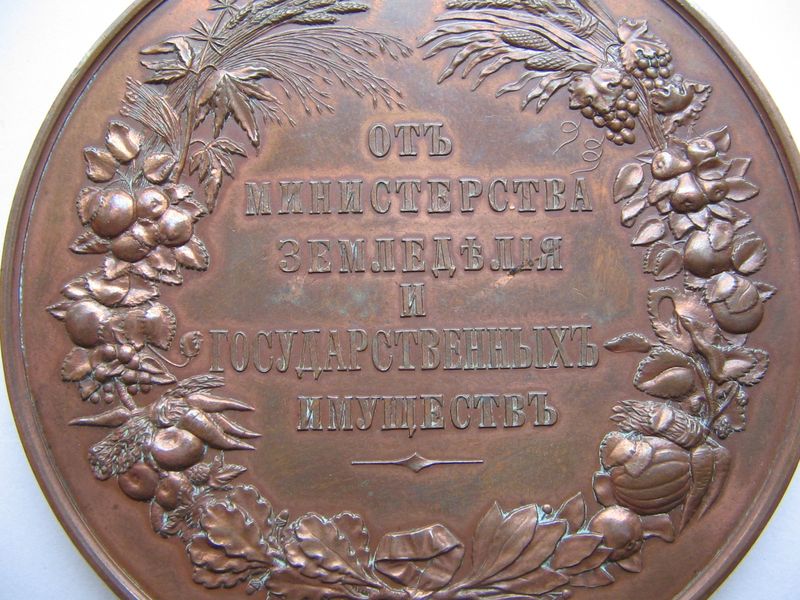 ОТЪ
МИНИСТЕРСТВА
ЗЕМЛЕДѢЛІЯ
И
ГОСУДАРСТВЕННЫХЪ
ИМУЩЕСТВЪ